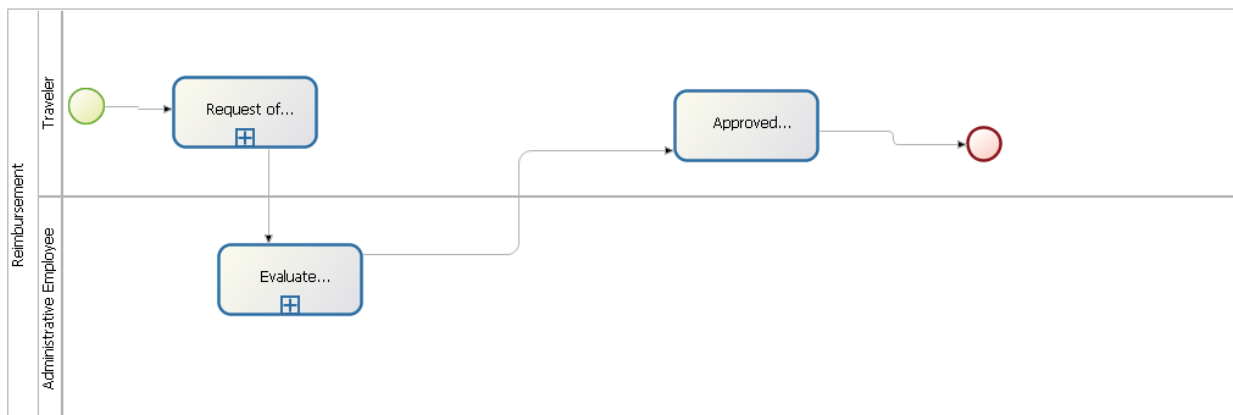 Reimbursement
Traveler
Request of...
Approved...
Administrative Employee
Evaluate...